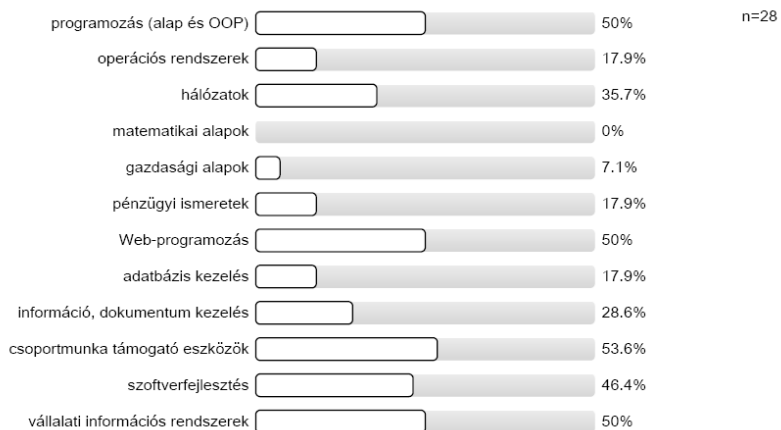 programozás (alap és OOP) 50% n=28
operációs rendszerek 17.9%
hálózatok 35.7%
matematikai alapok 0%
gazdasági alapok 7.1%
pénzügyi ismeretek 17.9%
Web-programozás 50%
adatbázis kezelés 17.9%
információ, dokumentum kezelés 28.6%
csoportmunka támogató eszközök 53.6%
szoftverfejlesztés 46.4%
vállalati információs rendszerek 50%